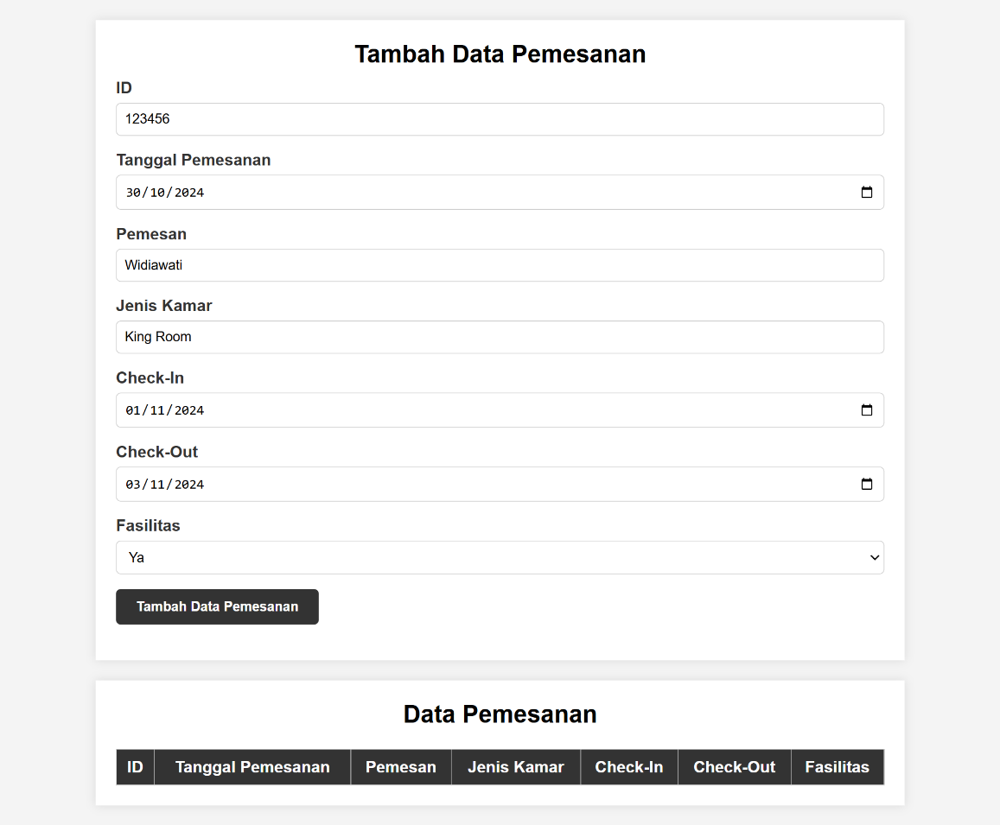 Tambah Data Pemesanan
ID
123456
Tanggal Pemesanan
30/10/2024
Pemesan
Widiawati
Jenis Kamar
King Room
Check-In
01/11/2024
Check-Out
03/11/2024
Fasilitas
Ya
Tambah Data Pemesanan
Data Pemesanan
ID Tanggal Pemesanan Pemesan Jenis Kamar Check-In Check-Out Fasilitas